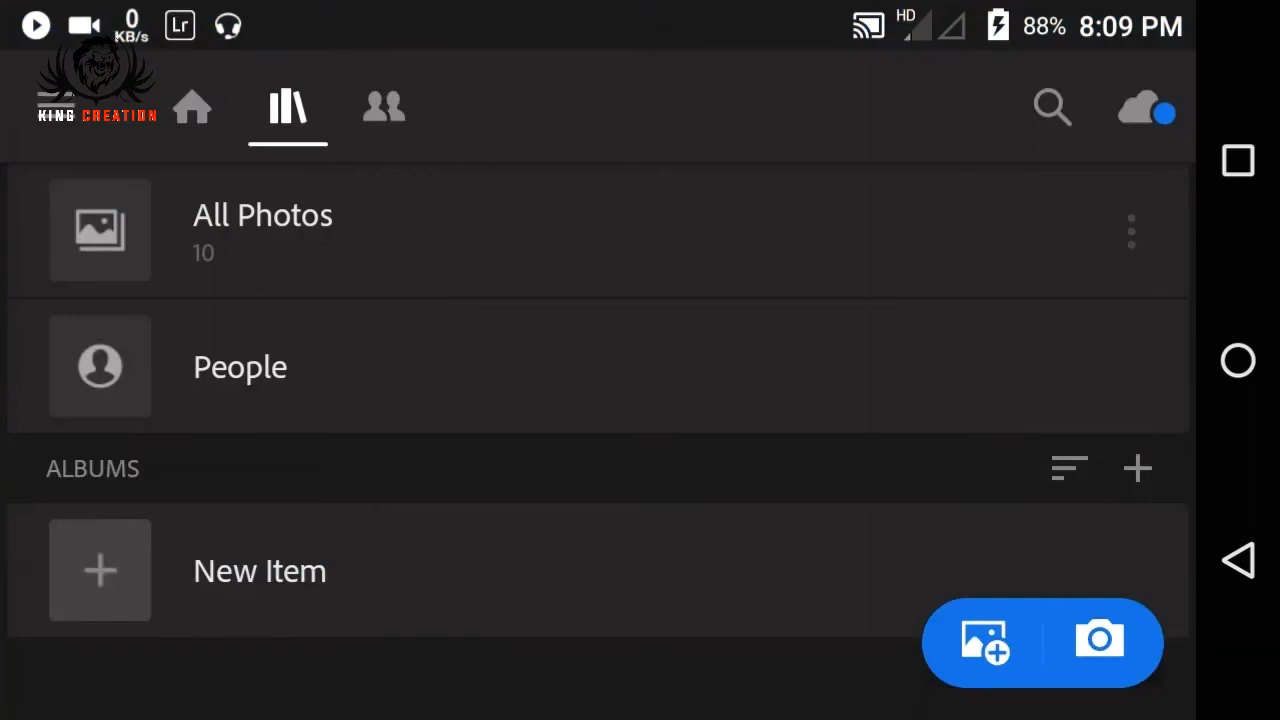 0
KB/s
Lr
HD
88% 8:09 PM
KING CREATION
All Photos
10
People
ALBUMS
New Item